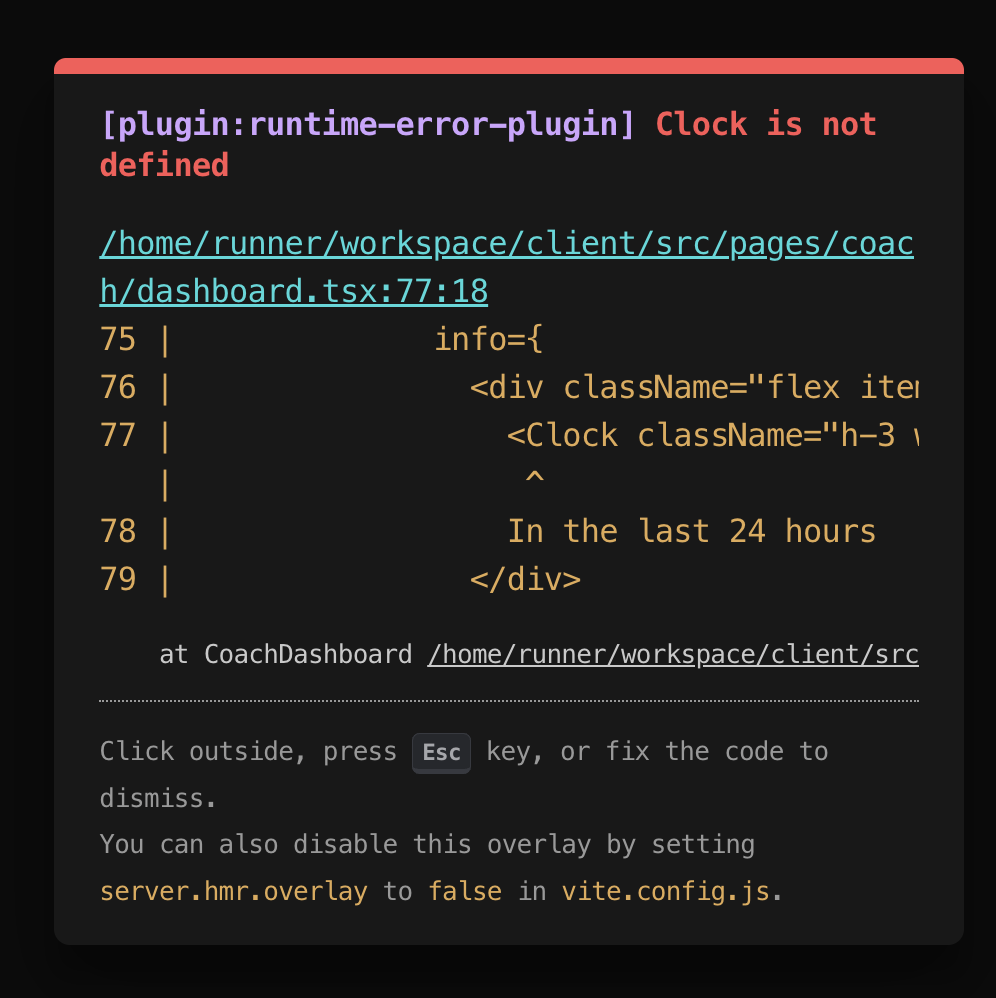 [plugin:runtime-error-plugin] Clock is not
defined
/home/runner/workspace/client/src/pages/coac
h/dashboard.tsx:77:18
75 |              info={
76 |                <div className="flex
77 |                  <Clock className="h-3
   |                   ^
78 |                  In the last 24 hours
79 |                </div>
at CoachDashboard /home/runner/workspace/client/src
Click outside, press Esc key, or fix the code to
dismiss.
You can also disable this overlay by setting
server.hmr.overlay to false in vite.config.js.